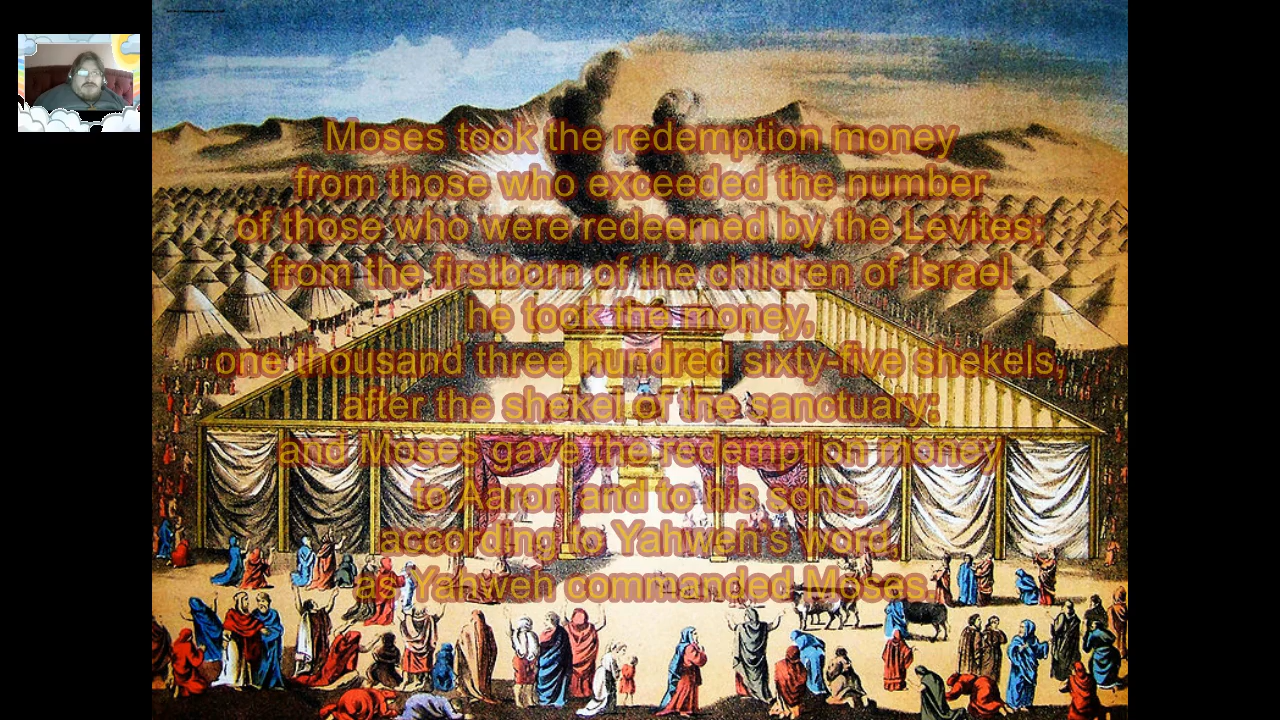 Moses took the redemption money
from those who exceeded the number
of those who were redeemed by the Levites;
from the firstborn of the children of Israel
he took the money,
one thousand three hundred sixty-five shekels,
after the shekel of the sanctuary:
and Moses gave the redemption money
to Aaron and to his sons,
according to Yahweh's word,
as Yahweh commanded Moses.